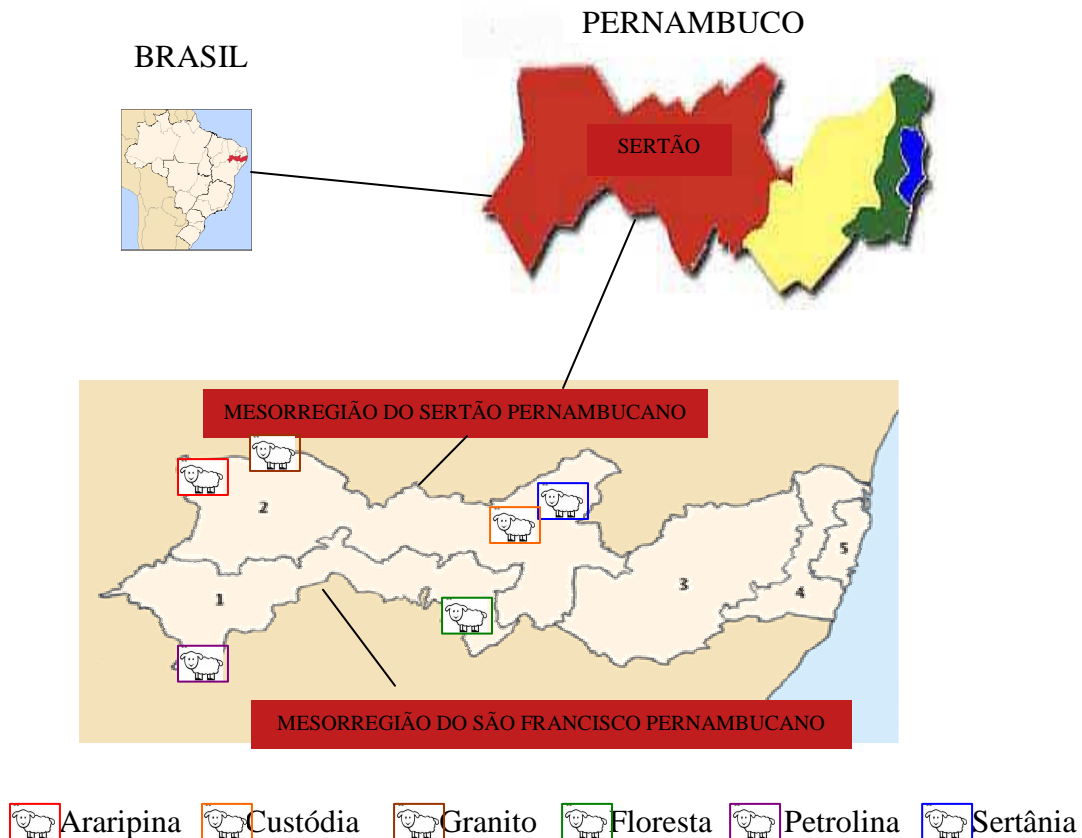 PERNAMBUCO
BRASIL
SERTÃO
MESORREGIÃO DO SERTÃO PERNAMBUCANO
2
1
3
4
5
MESORREGIÃO DO SÃO FRANCISCO PERNAMBUCANO
Araripina Custódia Granito Floresta Petrolina Sertânia